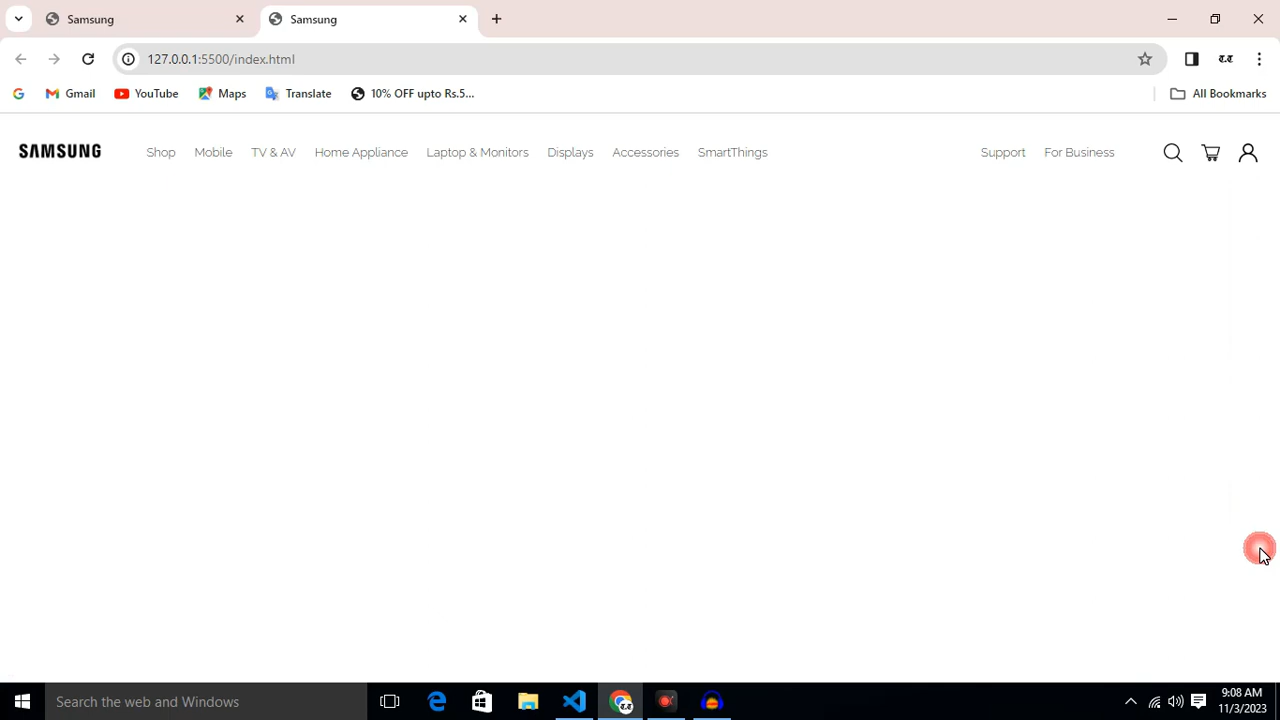 Samsung
Samsung
127.0.0.1:5500/index.html
Gmail
YouTube
Maps
Translate
10% OFF upto Rs.5...
All Bookmarks
SAMSUNG
Shop
Mobile
TV & AV
Home Appliance
Laptop & Monitors
Displays
Accessories
SmartThings
Support
For Business
Search the web and Windows
9:08 AM
11/3/2023